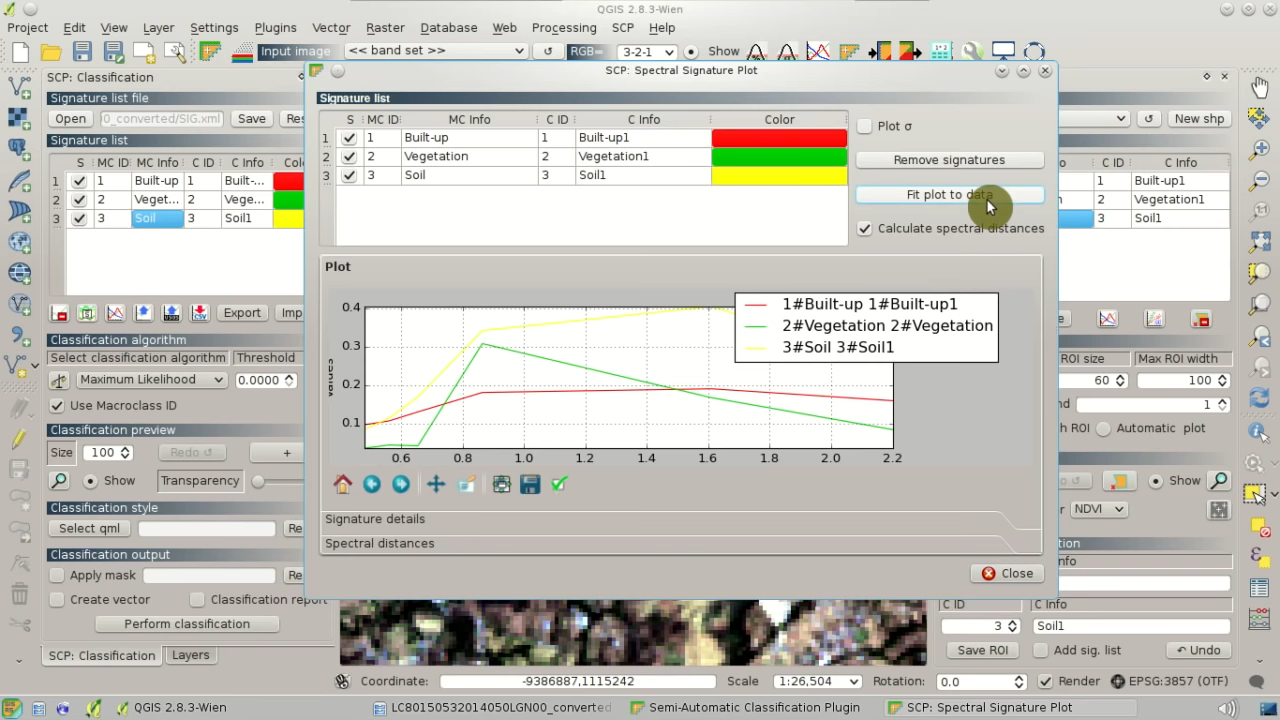 QGIS 2.8.3-Wien
Project Edit View Layer Settings Plugins Vector Raster Database Web Processing SCP Help
Input image << band set >> RGB= 3-2-1 Show
SCP: Classification
SCP: Spectral Signature Plot
Signature list file
Open 0_converted/SIG.xml Save
New shp
Signature list
S MC ID MC Info C ID C Info
1 1 Built-up 1 Built-...
2 2 Veget... 2 Vege...
3 3 Soil 3 Soil1
Export
Classification algorithm
Select classification algorithm Threshold
Maximum Likelihood 0.0000
Use Macroclass ID
Classification preview
Size 100 Redo ↺ +
Show Transparency
Classification style
Select qml
Classification output
Apply mask
Create vector Classification report
Perform classification
SCP: Classification Layers
Signature list
S MC ID MC Info C ID C Info Color
1 1 Built-up 1 Built-up1
2 2 Vegetation 2 Vegetation1
3 3 Soil 3 Soil1
Plot σ
Remove signatures
Fit plot to data
Calculate spectral distances
Plot
0.4
0.3
0.2
0.1
0.6 0.8 1.0 1.2 1.4 1.6 1.8 2.0 2.2
1#Built-up 1#Built-up1
2#Vegetation 2#Vegetation
3#Soil 3#Soil1
Signature details
Spectral distances
Close
C ID C Info
1 Built-up1
2 Vegetation1
3 Soil1
ROI size Max ROI width
60 100
1
ROI Automatic plot
Show
NDVI
C ID C Info
3 Soil1
Save ROI Add sig. list Undo
Coordinate: -9386887,1115242 Scale 1:26,504 Rotation: 0.0 Render EPSG:3857 (OTF)
QGIS 2.8.3-Wien LC80150532014050LGN00_converted Semi-Automatic Classification Plugin SCP: Spectral Signature Plot